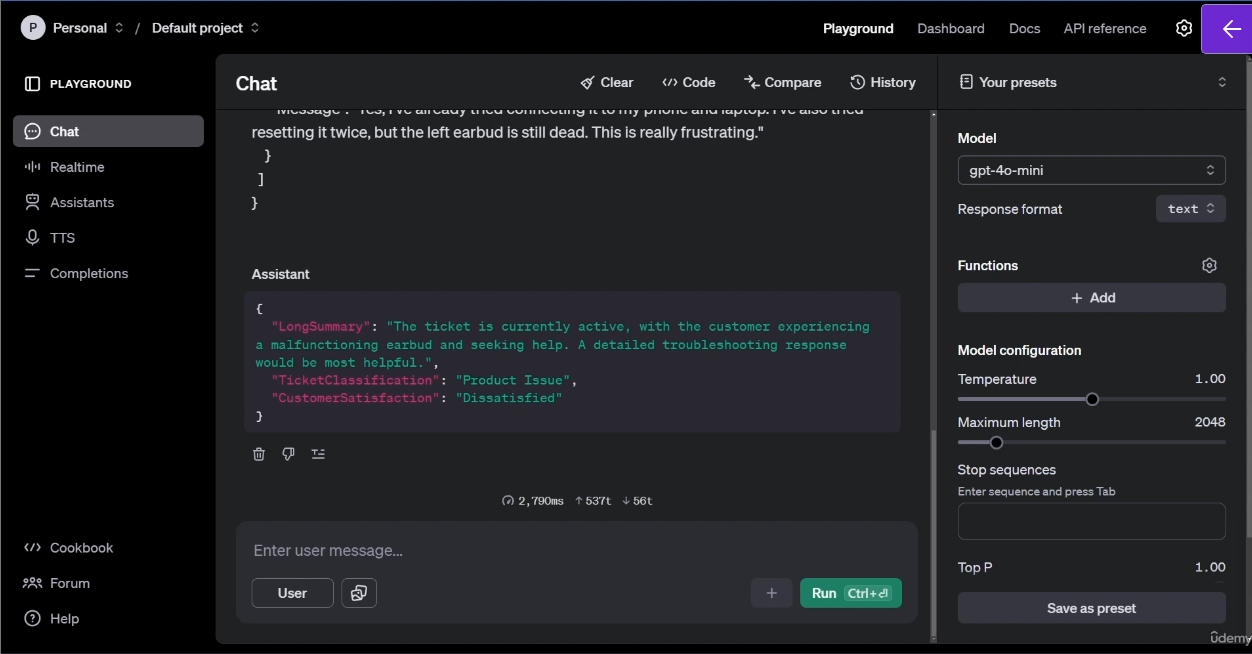 P Personal / Default project
Playground Dashboard Docs API reference
PLAYGROUND
Chat
Realtime
Assistants
TTS
Completions
Cookbook
Forum
Help
Chat
Clear Code Compare History
"Message": "Yes, I've already tried connecting it to my phone and laptop. I've also tried
resetting it twice, but the left earbud is still dead. This is really frustrating."
}
]
}
Assistant
{
"LongSummary": "The ticket is currently active, with the customer experiencing
a malfunctioning earbud and seeking help. A detailed troubleshooting response
would be most helpful.",
"TicketClassification": "Product Issue",
"CustomerSatisfaction": "Dissatisfied"
}
2,790ms ↑537t ↓56t
Enter user message...
User
+
Run Ctrl+⏎
Your presets
Model
gpt-4o-mini
Response format text
Functions
+ Add
Model configuration
Temperature 1.00
Maximum length 2048
Stop sequences
Enter sequence and press Tab
Top P 1.00
Save as preset
udemy